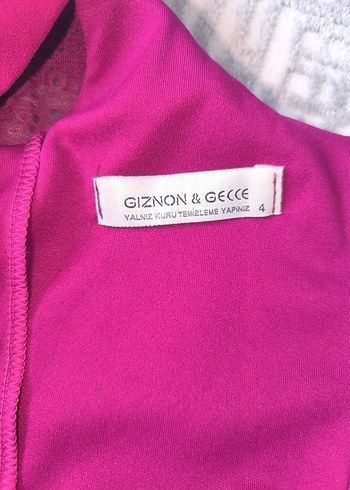 GIZNON & GECCE
YALNIZ KURU TEMİZLEME YAPINIZ 4